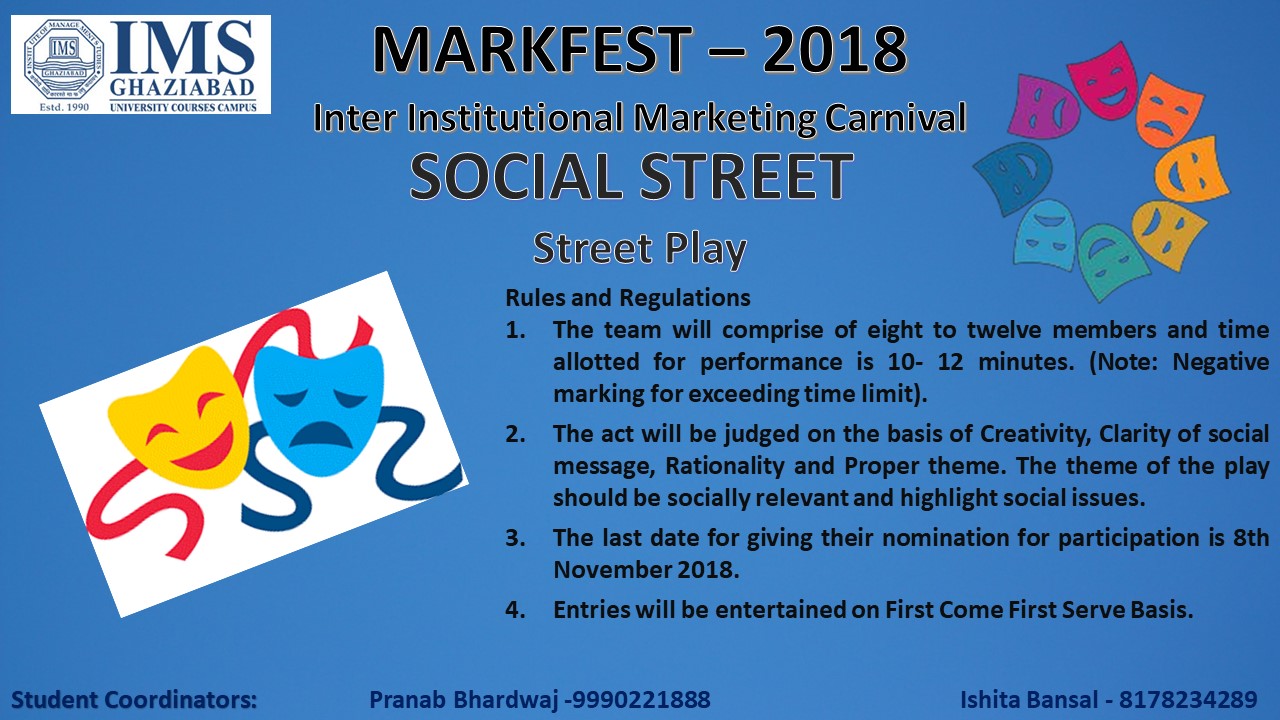 IMS
GHAZIABAD
UNIVERSITY COURSES CAMPUS
IMS
GHAZIABAD
Estd. 1990
MARKFEST – 2018
Inter Institutional Marketing Carnival
SOCIAL STREET
Street Play
Rules and Regulations
1. The team will comprise of eight to twelve members and time
allotted for performance is 10- 12 minutes. (Note: Negative
marking for exceeding time limit).
2. The act will be judged on the basis of Creativity, Clarity of social
message, Rationality and Proper theme. The theme of the play
should be socially relevant and highlight social issues.
3. The last date for giving their nomination for participation is 8th
November 2018.
4. Entries will be entertained on First Come First Serve Basis.
Student Coordinators: Pranab Bhardwaj -9990221888 Ishita Bansal - 8178234289